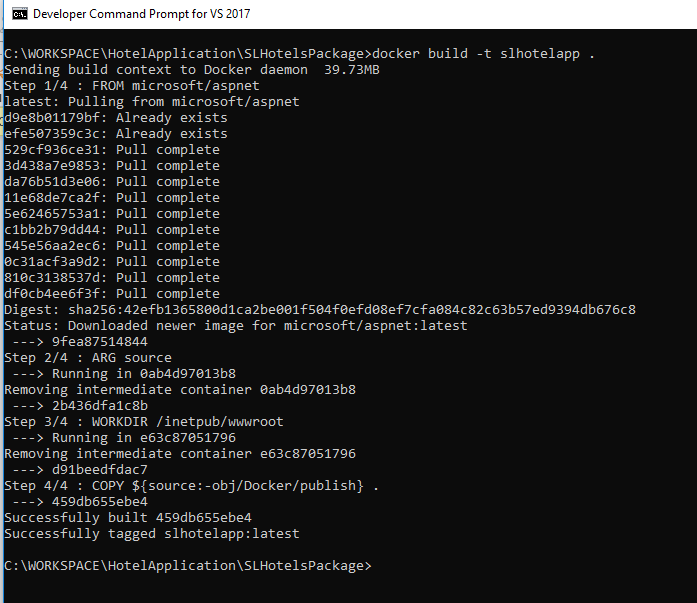 Developer Command Prompt for VS 2017
C:\WORKSPACE\HotelApplication\SLHotelsPackage>docker build -t slhotelapp .
Sending build context to Docker daemon  39.73MB
Step 1/4 : FROM microsoft/aspnet
latest: Pulling from microsoft/aspnet
d9e8b01179bf: Already exists
efe507359c3c: Already exists
529cf936ce31: Pull complete
3d438a7e9853: Pull complete
da76b51d3e06: Pull complete
11e68de7ca2f: Pull complete
5e62465753a1: Pull complete
c1bb2b79dd44: Pull complete
545e56aa2ec6: Pull complete
0c31acf3a9d2: Pull complete
810c3138537d: Pull complete
df0cb4ee6f3f: Pull complete
Digest: sha256:42efb1365800d1ca2be001f504f0efd08ef7cfa084c82c63b57ed9394db676c8
Status: Downloaded newer image for microsoft/aspnet:latest
 ---> 9fea87514844
Step 2/4 : ARG source
 ---> Running in 0ab4d97013b8
Removing intermediate container 0ab4d97013b8
 ---> 2b436dfa1c8b
Step 3/4 : WORKDIR /inetpub/wwwroot
 ---> Running in e63c87051796
Removing intermediate container e63c87051796
 ---> d91beedfdac7
Step 4/4 : COPY ${source:-obj/Docker/publish} .
 ---> 459db655ebe4
Successfully built 459db655ebe4
Successfully tagged slhotelapp:latest
C:\WORKSPACE\HotelApplication\SLHotelsPackage>